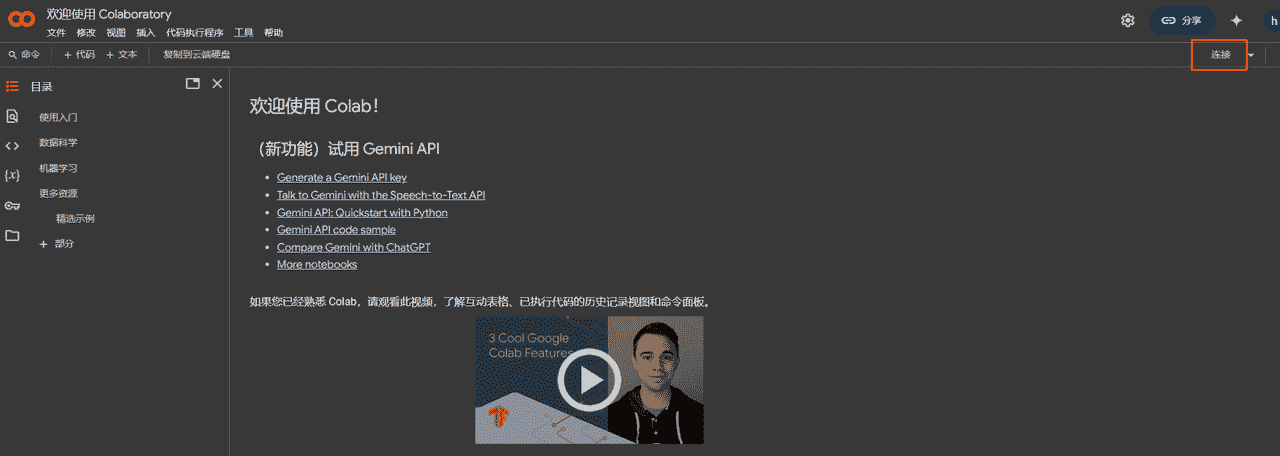 欢迎使用 Colaboratory
文件 修改 视图 插入 代码执行程序 工具 帮助
分享
h
命令 + 代码 + 文本 复制到云端硬盘
连接
目录
使用入门
数据科学
机器学习
更多资源
精选示例
+ 部分
欢迎使用 Colab！
（新功能）试用 Gemini API
Generate a Gemini API key
Talk to Gemini with the Speech-to-Text API
Gemini API: Quickstart with Python
Gemini API code sample
Compare Gemini with ChatGPT
More notebooks
如果您已经熟悉 Colab，请观看此视频，了解互动表格、已执行代码的历史记录视图和命令面板。
3 Cool Google
Colab Features